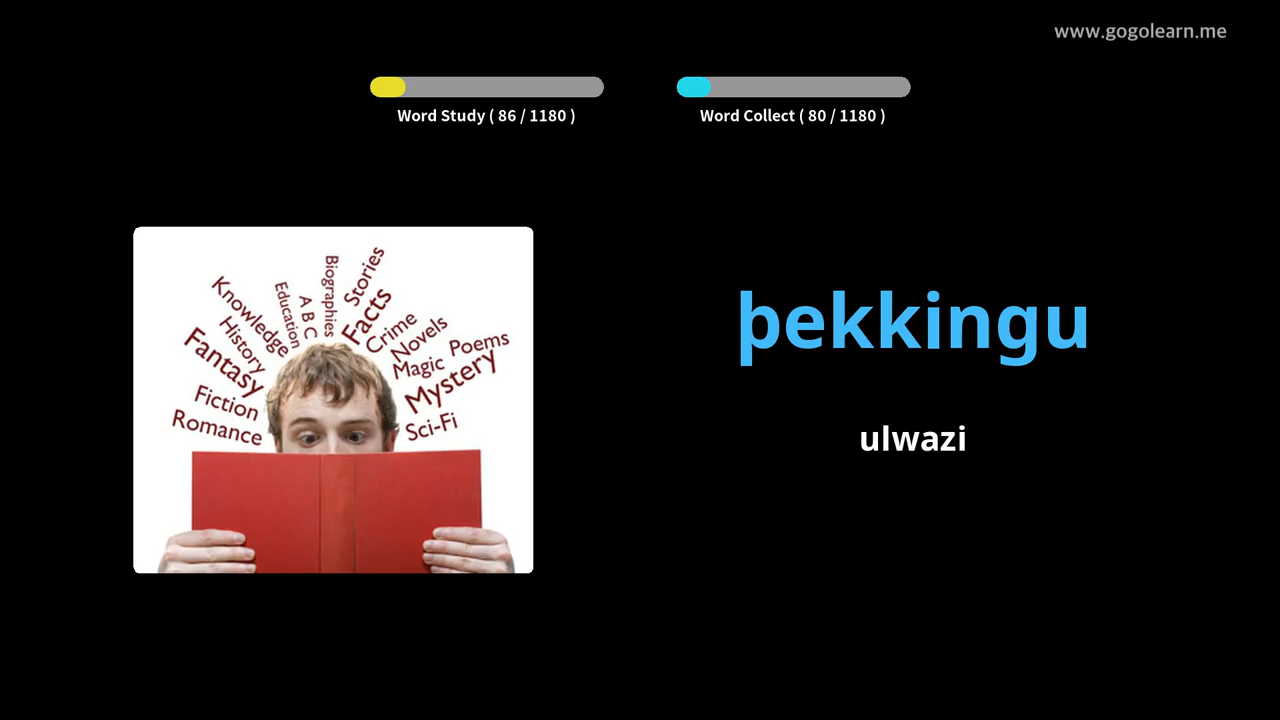 www.gogolearn.me
Word Study ( 86 / 1180 )
Word Collect ( 80 / 1180 )
Knowledge
Education
A B C
Biographies
Stories
History
Facts
Crime
Novels
Fantasy
Magic
Poems
Mystery
Fiction
Romance
Sci-Fi
þekkingu
ulwazi